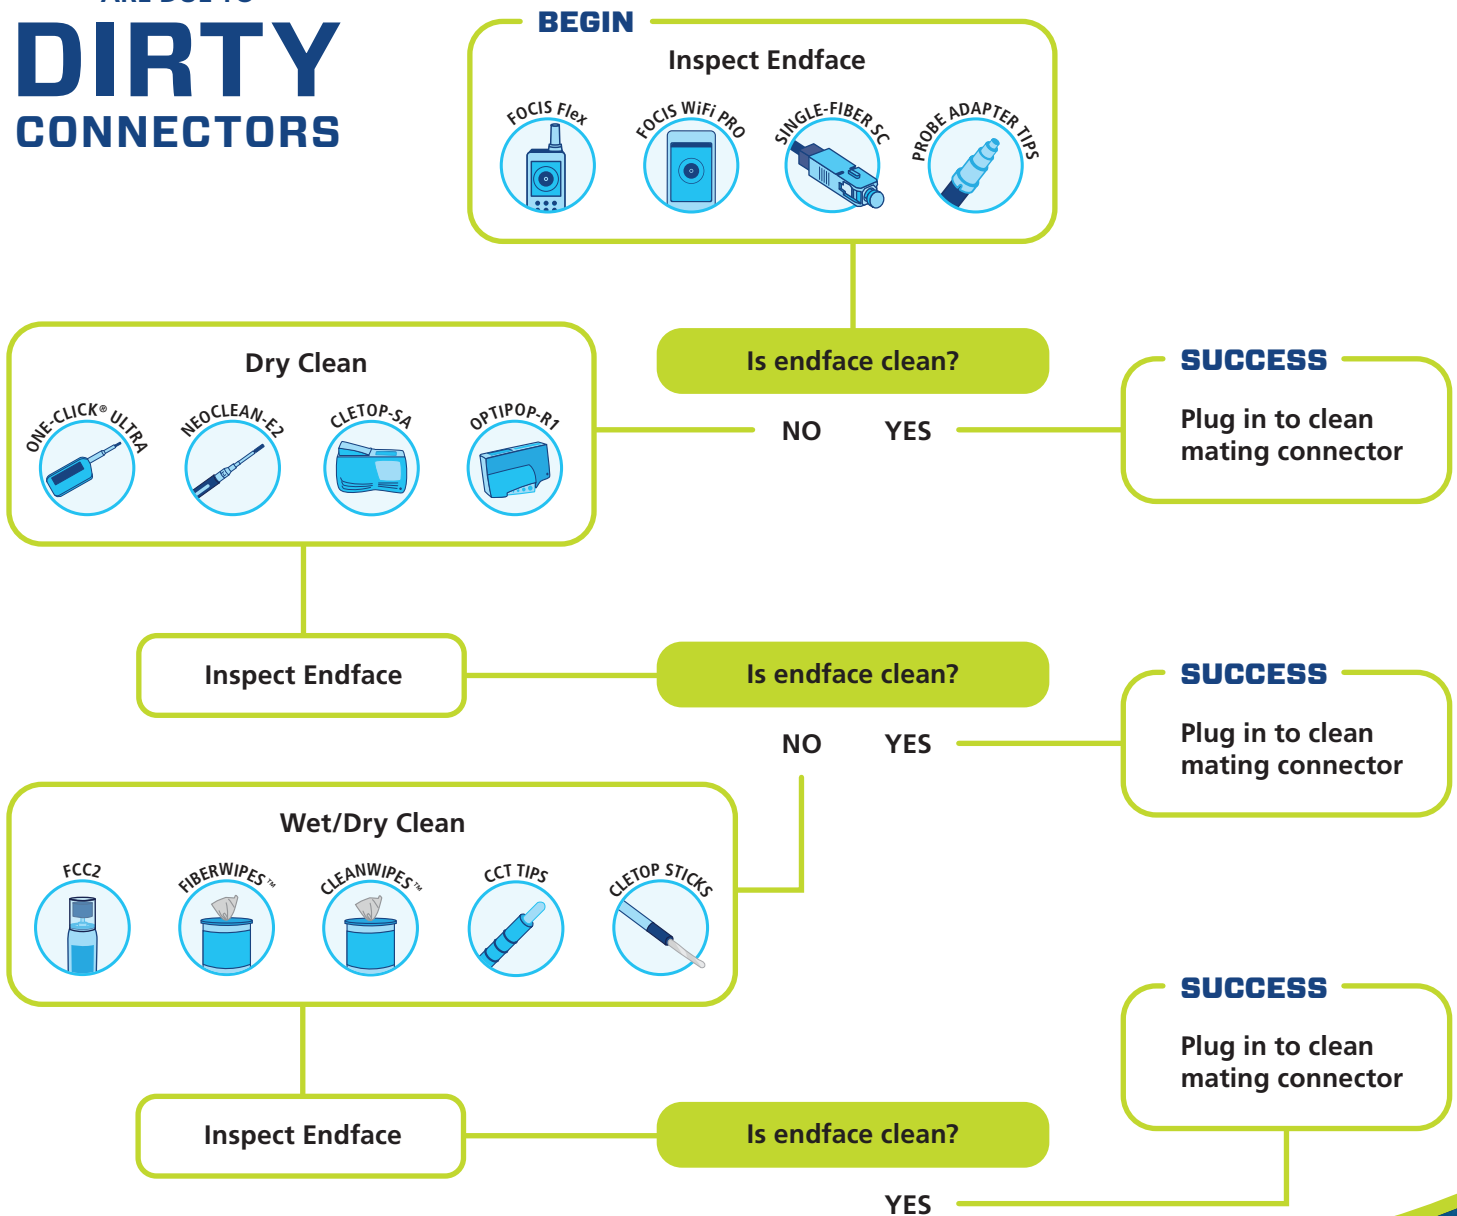 ARE DUE TO
DIRTY
CONNECTORS
BEGIN
Inspect Endface
FOCIS Flex
FOCIS WiFi PRO
SINGLE-FIBER SC
PROBE ADAPTER TIPS
Is endface clean?
NO
YES
SUCCESS
Plug in to clean
mating connector
Dry Clean
ONE-CLICK® ULTRA
NEOCLEAN-E2
CLETOP-SA
OPTIPOP-R1
Inspect Endface
Is endface clean?
NO
YES
SUCCESS
Plug in to clean
mating connector
Wet/Dry Clean
FCC2
FIBERWIPES™
CLEANWIPES™
CCT TIPS
CLETOP STICKS
Inspect Endface
Is endface clean?
YES
SUCCESS
Plug in to clean
mating connector